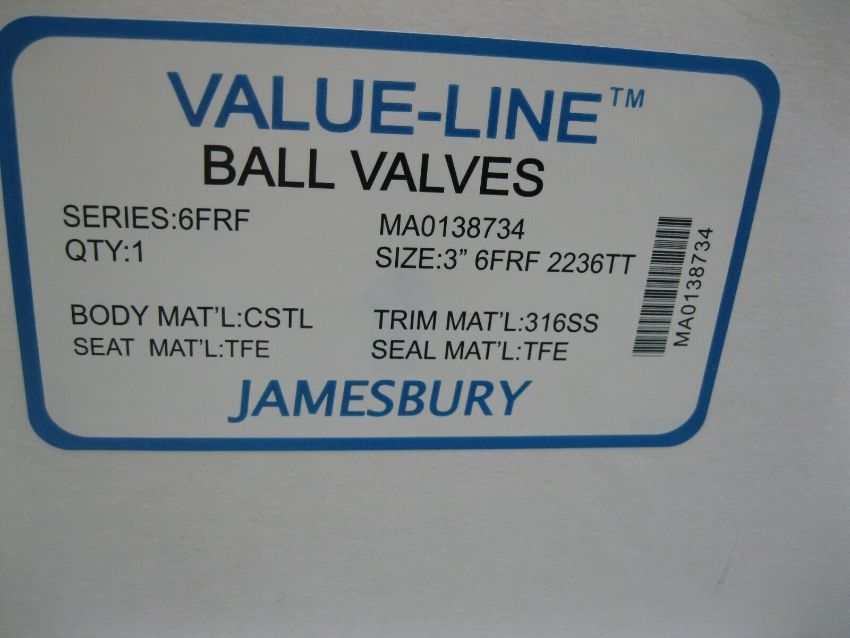 VALUE-LINE™
BALL VALVES
SERIES:6FRF
MA0138734
QTY:1
SIZE:3" 6FRF 2236TT
BODY MAT'L:CSTL
TRIM MAT'L:316SS
SEAT MAT'L:TFE
SEAL MAT'L:TFE
MA0138734
JAMESBURY